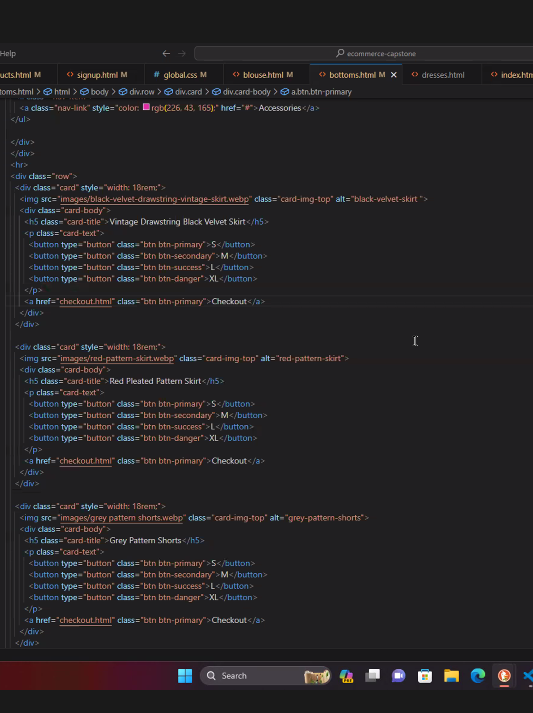 Help
ecommerce-capstone
ucts.html M
signup.html M
global.css M
blouse.html M
bottoms.html M
dresses.html
index.htm
toms.html > html > body > div.row > div.card > div.card-body > a.btn.btn-primary
<a class="nav-link" style="color: rgb(226, 43, 165);" href="#">Accessories</a>
</ul>
</div>
</div>
<hr>
<div class="row">
<div class="card" style="width: 18rem;">
<img src="images/black-velvet-drawstring-vintage-skirt.webp" class="card-img-top" alt="black-velvet-skirt ">
<div class="card-body">
<h5 class="card-title">Vintage Drawstring Black Velvet Skirt</h5>
<p class="card-text">
<button type="button" class="btn btn-primary">S</button>
<button type="button" class="btn btn-secondary">M</button>
<button type="button" class="btn btn-success">L</button>
<button type="button" class="btn btn-danger">XL</button>
</p>
<a href="checkout.html" class="btn btn-primary">Checkout</a>
</div>
</div>
<div class="card" style="width: 18rem;">
<img src="images/red-pattern-skirt.webp" class="card-img-top" alt="red-pattern-skirt">
<div class="card-body">
<h5 class="card-title">Red Pleated Pattern Skirt</h5>
<p class="card-text">
<button type="button" class="btn btn-primary">S</button>
<button type="button" class="btn btn-secondary">M</button>
<button type="button" class="btn btn-success">L</button>
<button type="button" class="btn btn-danger">XL</button>
</p>
<a href="checkout.html" class="btn btn-primary">Checkout</a>
</div>
</div>
<div class="card" style="width: 18rem;">
<img src="images/grey pattern shorts.webp" class="card-img-top" alt="grey-pattern-shorts">
<div class="card-body">
<h5 class="card-title">Grey Pattern Shorts</h5>
<p class="card-text">
<button type="button" class="btn btn-primary">S</button>
<button type="button" class="btn btn-secondary">M</button>
<button type="button" class="btn btn-success">L</button>
<button type="button" class="btn btn-danger">XL</button>
</p>
<a href="checkout.html" class="btn btn-primary">Checkout</a>
</div>
</div>
Search